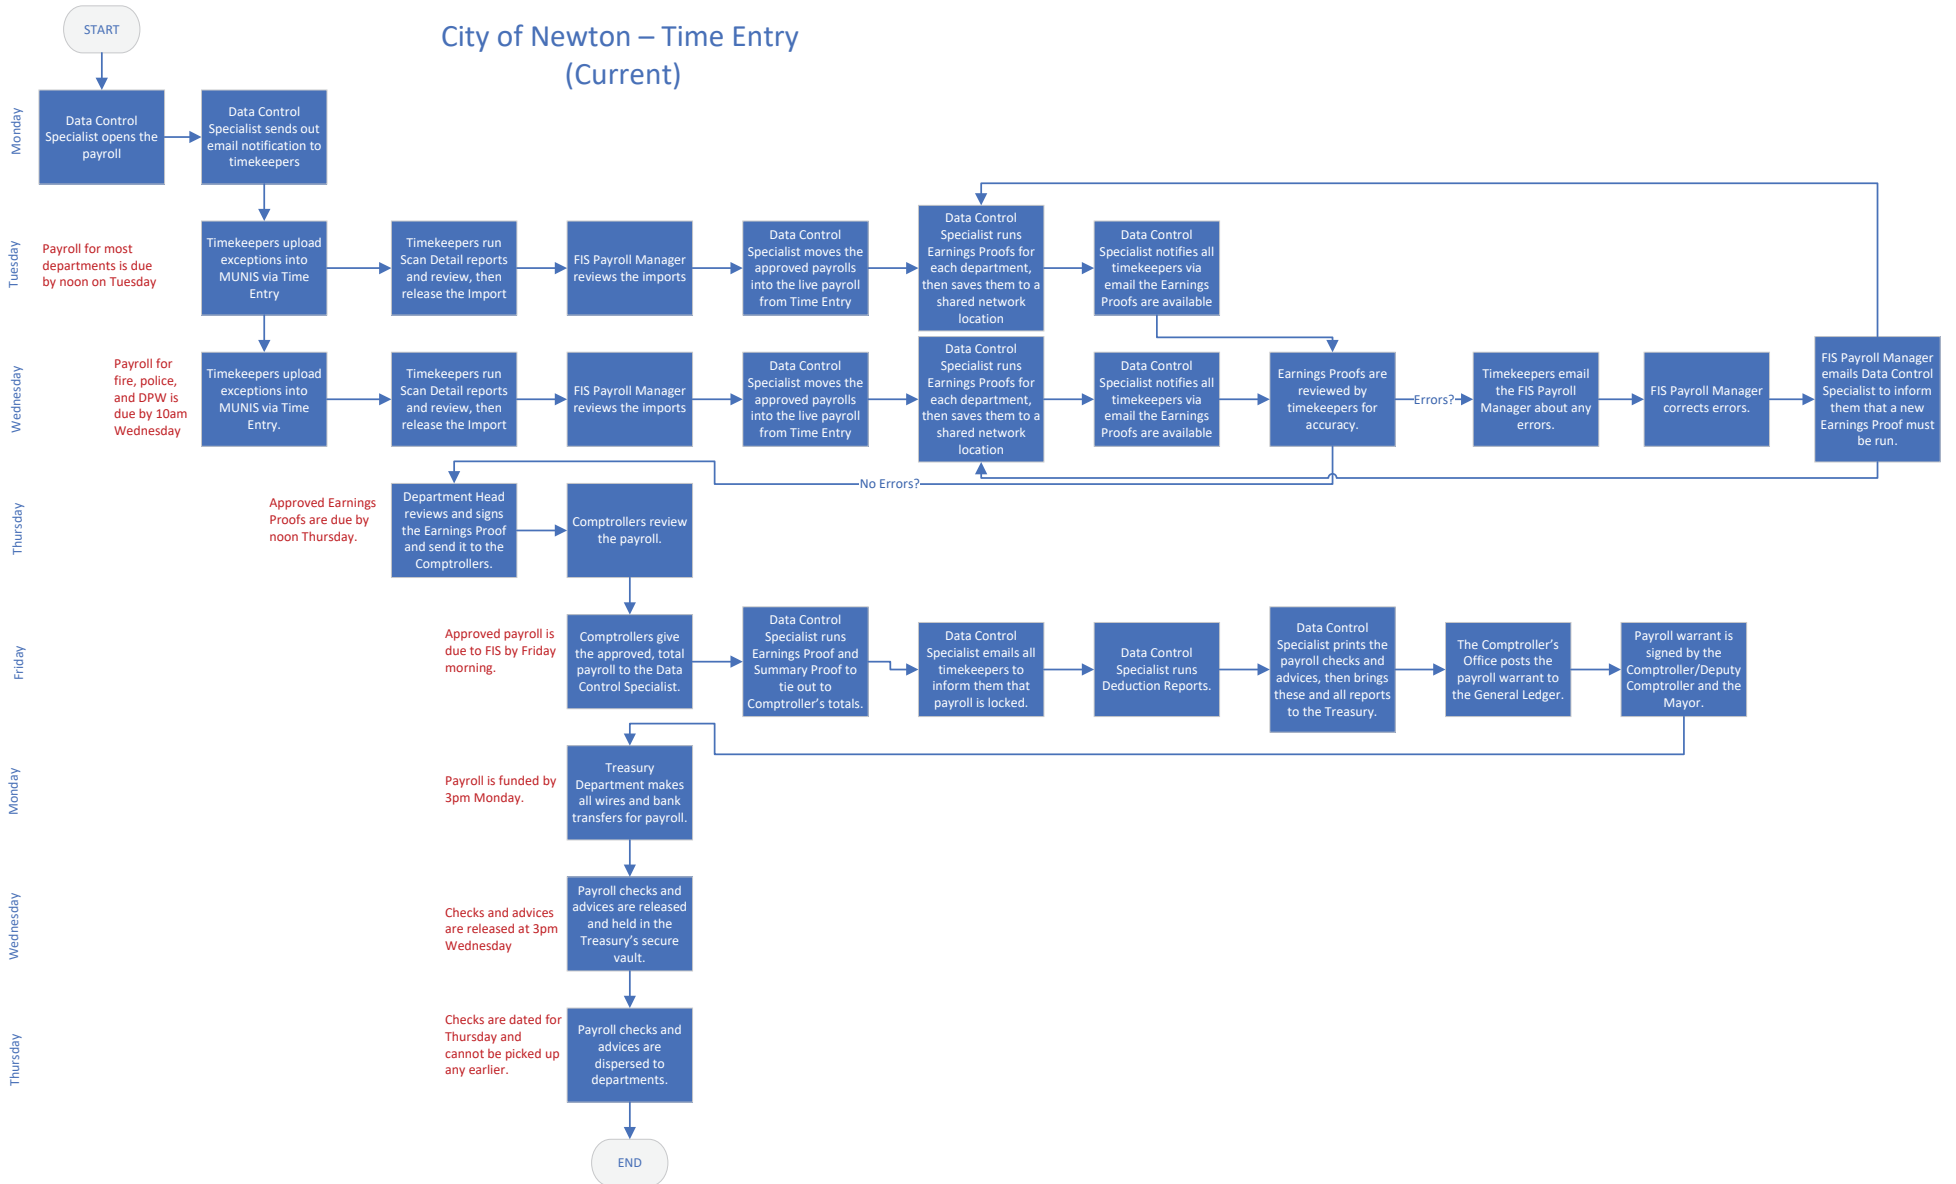 START
City of Newton – Time Entry
(Current)
Monday
Data Control
Specialist opens the
payroll
Data Control
Specialist sends out
email notification to
timekeepers
Tuesday
Payroll for most
departments is due
by noon on Tuesday
Timekeepers upload
exceptions into
MUNIS via Time
Entry
Timekeepers run
Scan Detail reports
and review, then
release the Import
FIS Payroll Manager
reviews the imports
Data Control
Specialist moves the
approved payrolls
into the live payroll
from Time Entry
Data Control
Specialist runs
Earnings Proofs for
each department,
then saves them to a
shared network
location
Data Control
Specialist notifies all
timekeepers via
email the Earnings
Proofs are available
Wednesday
Payroll for
fire, police,
and DPW is
due by 10am
Wednesday
Timekeepers upload
exceptions into
MUNIS via Time
Entry.
Timekeepers run
Scan Detail reports
and review, then
release the Import
FIS Payroll Manager
reviews the imports
Data Control
Specialist moves the
approved payrolls
into the live payroll
from Time Entry
Data Control
Specialist runs
Earnings Proofs for
each department,
then saves them to a
shared network
location
Data Control
Specialist notifies all
timekeepers via
email the Earnings
Proofs are available
Earnings Proofs are
reviewed by
timekeepers for
accuracy.
Errors?
Timekeepers email
the FIS Payroll
Manager about any
errors.
FIS Payroll Manager
corrects errors.
FIS Payroll Manager
emails Data Control
Specialist to inform
them that a new
Earnings Proof must
be run.
No Errors?
Thursday
Approved Earnings
Proofs are due by
noon Thursday.
Department Head
reviews and signs
the Earnings Proof
and send it to the
Comptrollers.
Comptrollers review
the payroll.
Friday
Approved payroll is
due to FIS by Friday
morning.
Comptrollers give
the approved, total
payroll to the Data
Control Specialist.
Data Control
Specialist runs
Earnings Proof and
Summary Proof to
tie out to
Comptroller's totals.
Data Control
Specialist emails all
timekeepers to
inform them that
payroll is locked.
Data Control
Specialist runs
Deduction Reports.
Data Control
Specialist prints the
payroll checks and
advices, then brings
these and all reports
to the Treasury.
The Comptroller's
Office posts the
payroll warrant to
the General Ledger.
Payroll warrant is
signed by the
Comptroller/Deputy
Comptroller and the
Mayor.
Monday
Payroll is funded by
3pm Monday.
Treasury
Department makes
all wires and bank
transfers for payroll.
Wednesday
Checks and advices
are released at 3pm
Wednesday
Payroll checks and
advices are released
and held in the
Treasury's secure
vault.
Thursday
Checks are dated for
Thursday and
cannot be picked up
any earlier.
Payroll checks and
advices are
dispersed to
departments.
END